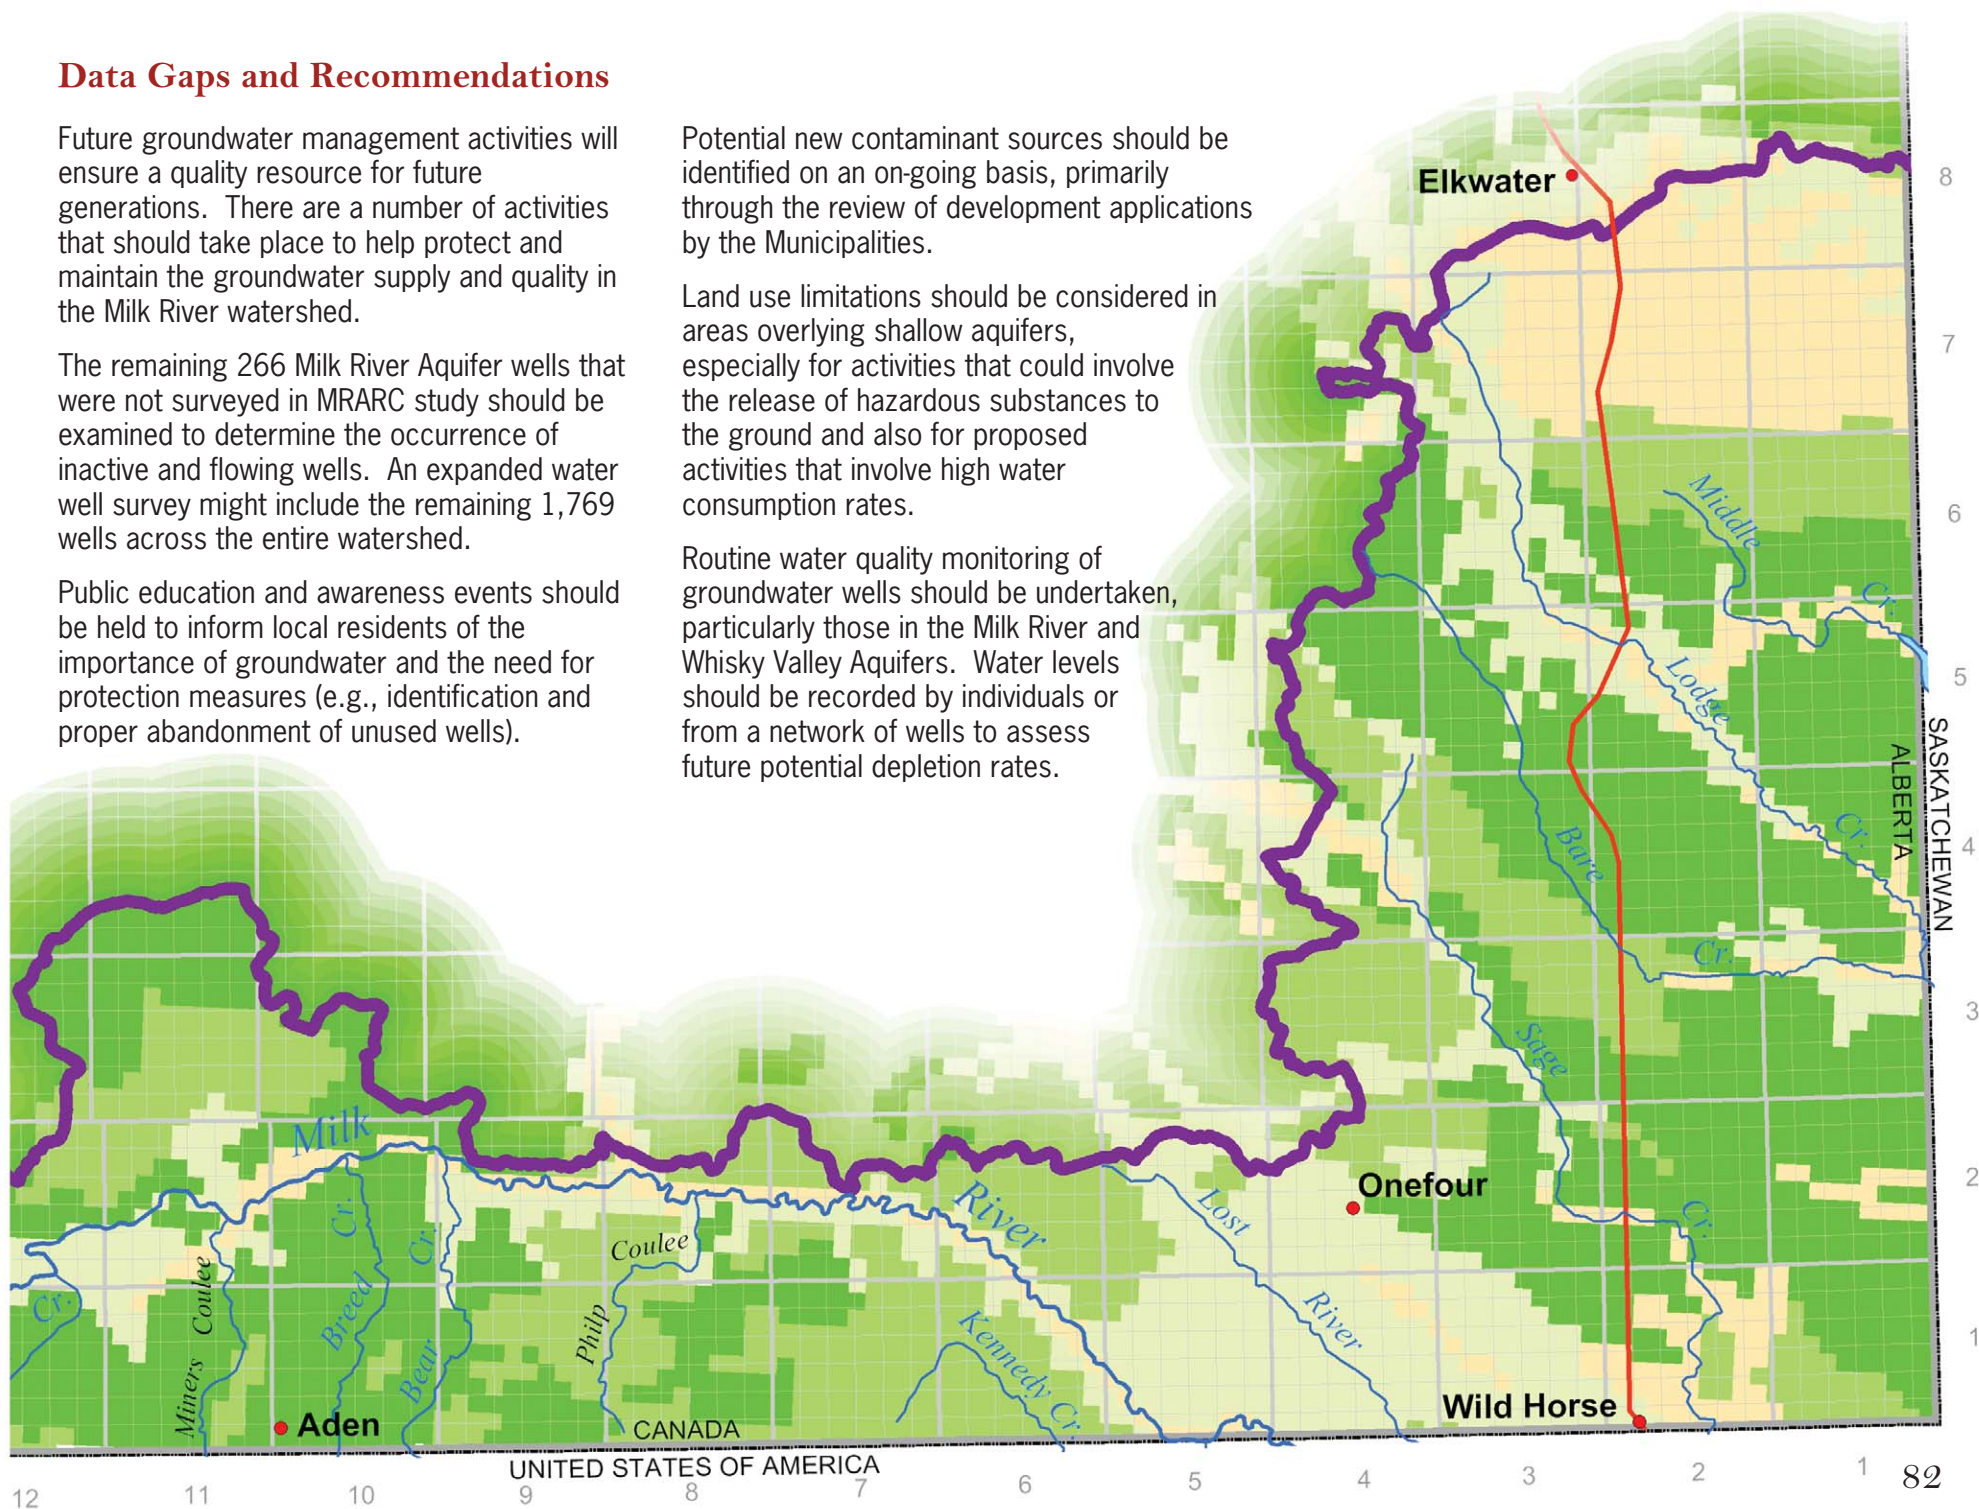 Data Gaps and Recommendations
Future groundwater management activities will
ensure a quality resource for future
generations.  There are a number of activities
that should take place to help protect and
maintain the groundwater supply and quality in
the Milk River watershed.
The remaining 266 Milk River Aquifer wells that
were not surveyed in MRARC study should be
examined to determine the occurrence of
inactive and flowing wells.  An expanded water
well survey might include the remaining 1,769
wells across the entire watershed.
Public education and awareness events should
be held to inform local residents of the
importance of groundwater and the need for
protection measures (e.g., identification and
proper abandonment of unused wells).
Potential new contaminant sources should be
identified on an on-going basis, primarily
through the review of development applications
by the Municipalities.
Land use limitations should be considered in
areas overlying shallow aquifers,
especially for activities that could involve
the release of hazardous substances to
the ground and also for proposed
activities that involve high water
consumption rates.
Routine water quality monitoring of
groundwater wells should be undertaken,
particularly those in the Milk River and
Whisky Valley Aquifers.  Water levels
should be recorded by individuals or
from a network of wells to assess
future potential depletion rates.
Elkwater
8
7
6
5
4
3
2
1
Middle
Cr.
Lodge
Cr.
SASKATCHEWAN
ALBERTA
Bare
Cr.
Sage
Cr.
Milk
River
Onefour
Lost
River
Cr.
Miners Coulee
Breed
Cr.
Bear
Cr.
Philp
Coulee
Kennedy Cr.
Aden
Wild Horse
CANADA
UNITED STATES OF AMERICA
12
11
10
9
8
7
6
5
4
3
2
1
82